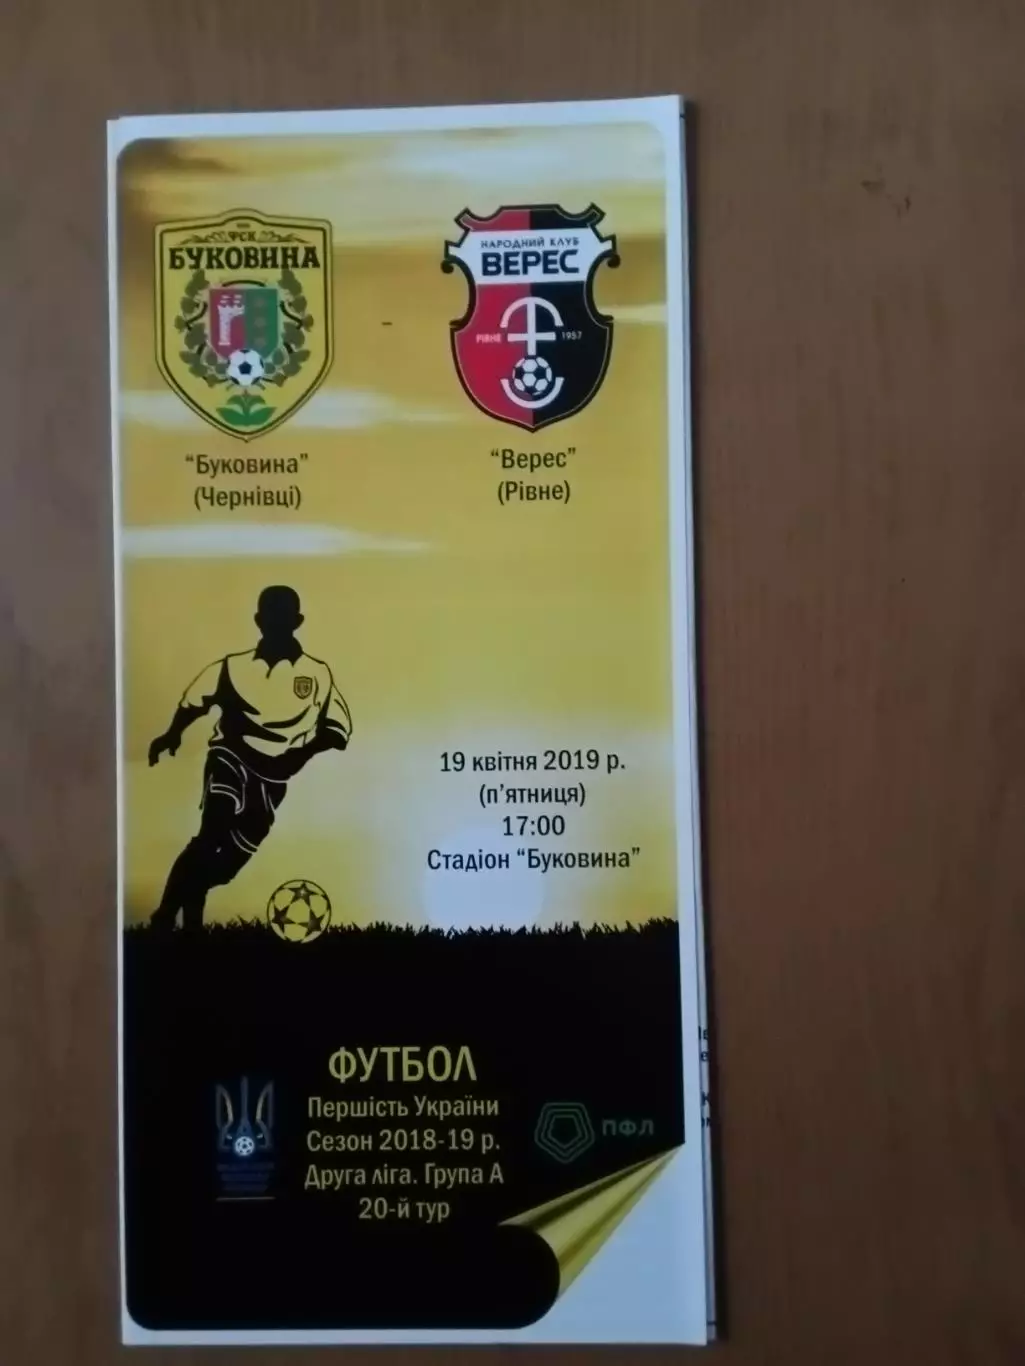 ФСК
БУКОВИНА
НАРОДНИЙ КЛУБ
ВЕРЕС
РІВНЕ 1957
"Буковина"
(Чернівці)
"Верес"
(Рівне)
19 квітня 2019 р.
(п'ятниця)
17:00
Стадіон "Буковина"
ФУТБОЛ
Першість України
Сезон 2018-19 р.
Друга ліга. Група А
20-й тур
ПФЛ